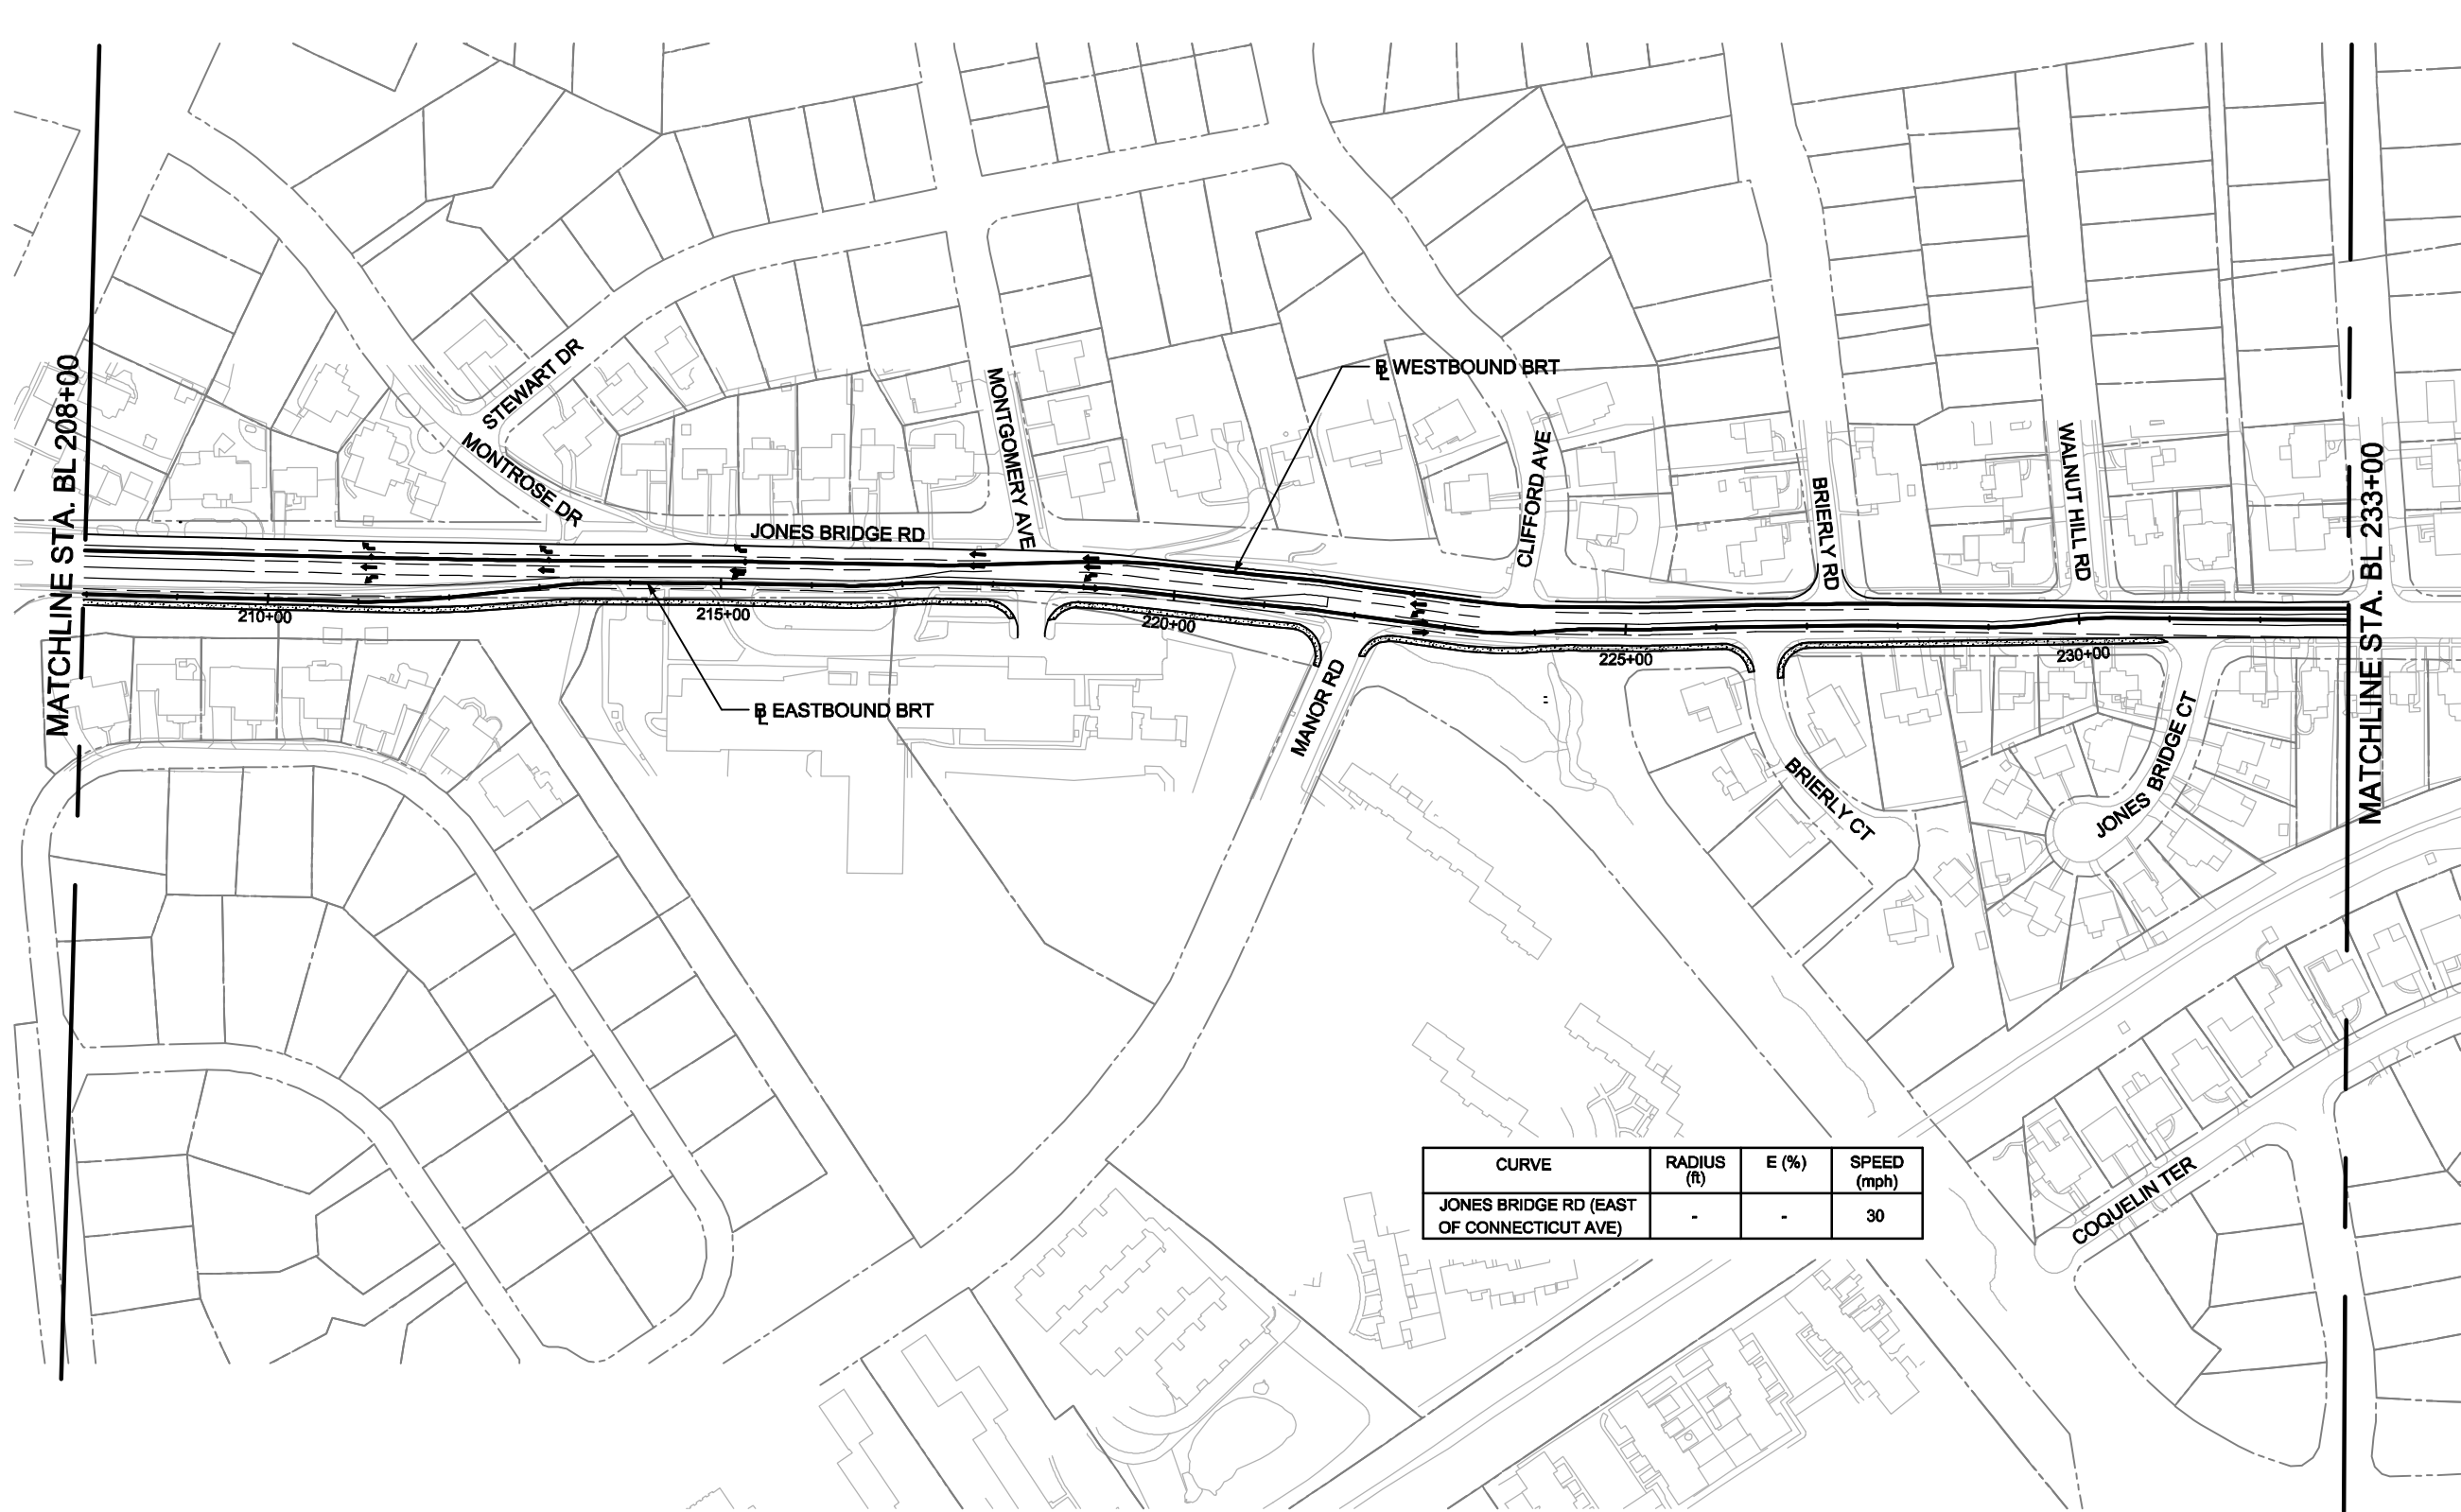 MATCHLINE STA. BL 208+00
STEWART DR
MONTROSE DR
JONES BRIDGE RD
MONTGOMERY AVE
BL WESTBOUND BRT
CLIFFORD AVE
BRIERLY RD
WALNUT HILL RD
MATCHLINE STA. BL 233+00
210+00
215+00
220+00
225+00
230+00
BL EASTBOUND BRT
MANOR RD
BRIERLY CT
JONES BRIDGE CT
COQUELIN TER
CURVE
RADIUS
(ft)
E (%)
SPEED
(mph)
JONES BRIDGE RD (EAST
OF CONNECTICUT AVE)
-
-
30